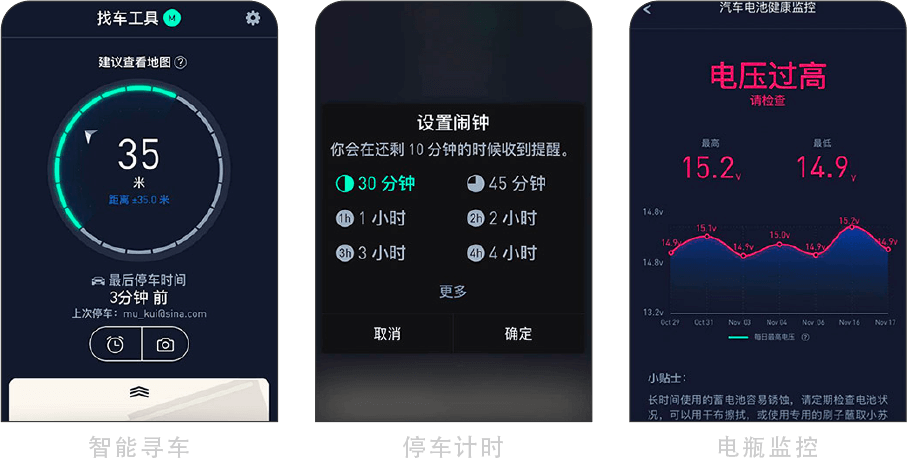 找车工具 M
建议查看地图 ?
35
米
距离 ±35.0 米
最后停车时间
3分钟 前
上次停车：mu_kui@sina.com
智能寻车
设置闹钟
你会在还剩 10 分钟的时候收到提醒。
30 分钟 45 分钟
1h 1 小时 2h 2 小时
3h 3 小时 4h 4 小时
更多
取消 确定
停车计时
汽车电池健康监控
电压过高
请检查
最高 最低
15.2v 14.9v
14.8v
14.9v 15.1v 14.9v 15.0v 14.9v 15.2v 14.9v
14.8v
13.2v
Oct 29 Oct 31 Nov 03 Nov 04 Nov 06 Nov 16 Nov 17
每日最高电压 ?
小贴士：
长时间使用的蓄电池容易锈蚀，请定期检查电池状
况，可以用干布擦拭，或使用专用的刷子蘸取小苏
电瓶监控